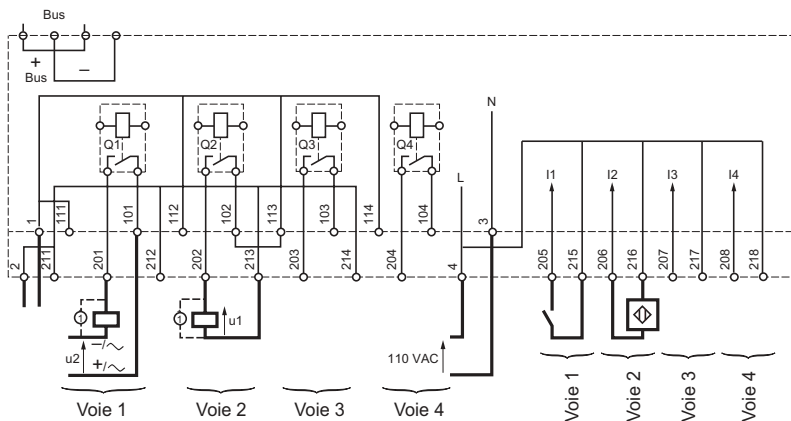 Bus
+
–
Bus
N
Q1
Q2
Q3
Q4
L
I1
I2
I3
I4
1
111
101
112
102
113
103
114
104
3
2
211
201
212
202
213
203
214
204
4
205
215
206
216
207
217
208
218
1
1
u1
u2
–/~
+/~
110 VAC
Voie 1
Voie 2
Voie 3
Voie 4
Voie 1
Voie 2
Voie 3
Voie 4